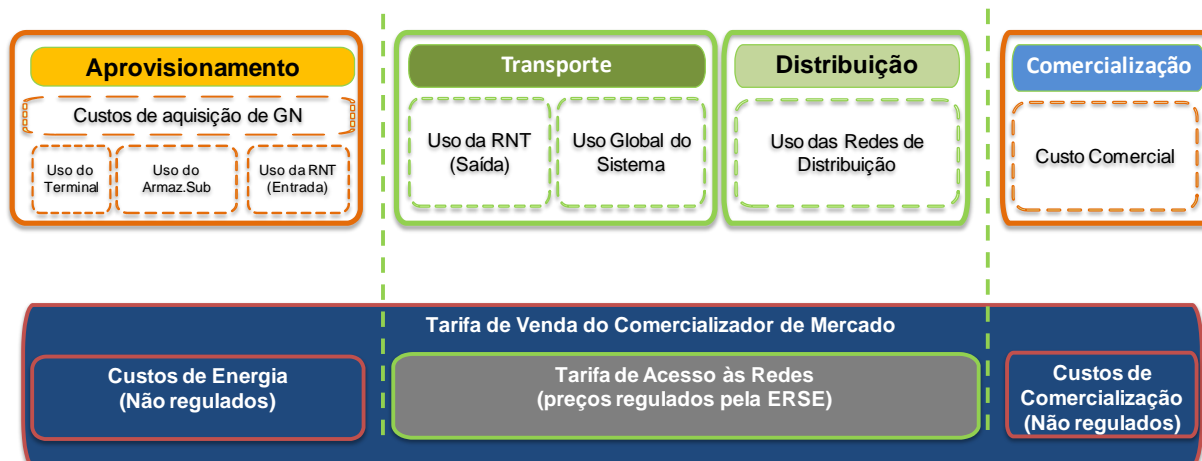 Aprovisionamento
Custos de aquisição de GN
Uso do
Terminal
Uso do
Armaz.Sub
Uso da RNT
(Entrada)
Transporte
Uso da RNT
(Saída)
Uso Global do
Sistema
Distribuição
Uso das Redes de
Distribuição
Comercialização
Custo Comercial
Tarifa de Venda do Comercializador de Mercado
Custos de Energia
(Não regulados)
Tarifa de Acesso às Redes
(preços regulados pela ERSE)
Custos de
Comercialização
(Não regulados)